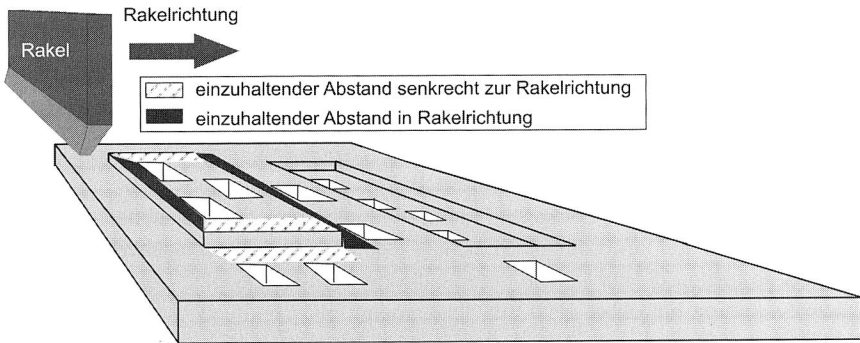 Rakelrichtung
Rakel
einzuhaltender Abstand senkrecht zur Rakelrichtung
einzuhaltender Abstand in Rakelrichtung